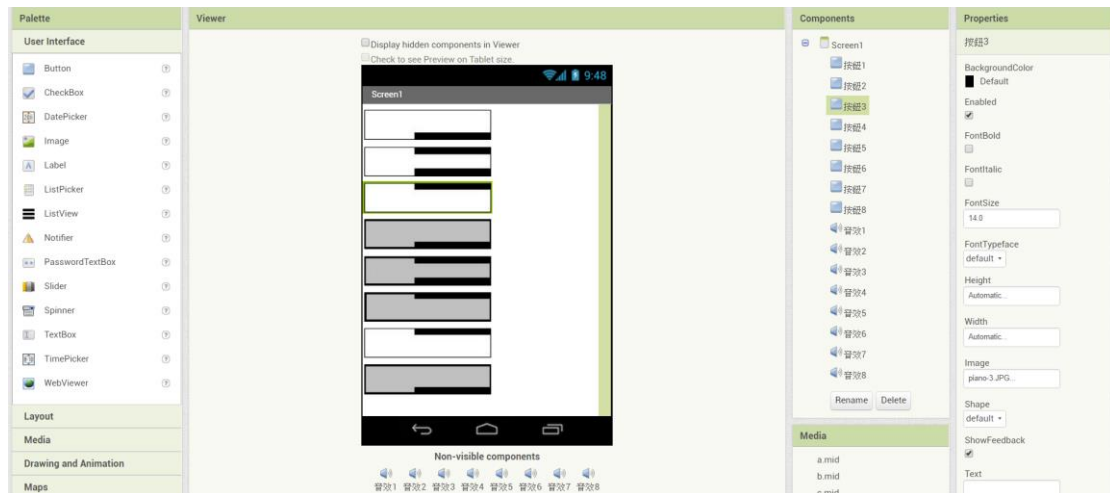 Palette
User Interface
Button
CheckBox
DatePicker
Image
Label
ListPicker
ListView
Notifier
PasswordTextBox
Slider
Spinner
TextBox
TimePicker
WebViewer
Layout
Media
Drawing and Animation
Maps
Viewer
Display hidden components in Viewer
Check to see Preview on Tablet size.
9:48
Screen1
Non-visible components
音效1 音效2 音效3 音效4 音效5 音效6 音效7 音效8
Components
Screen1
按鈕1
按鈕2
按鈕3
按鈕4
按鈕5
按鈕6
按鈕7
按鈕8
音效1
音效2
音效3
音效4
音效5
音效6
音效7
音效8
Rename Delete
Media
a.mid
b.mid
c.mid
Properties
按鈕3
BackgroundColor
Default
Enabled
FontBold
FontItalic
FontSize
14.0
FontTypeface
default
Height
Automatic...
Width
Automatic...
Image
piano-3.JPG...
Shape
default
ShowFeedback
Text